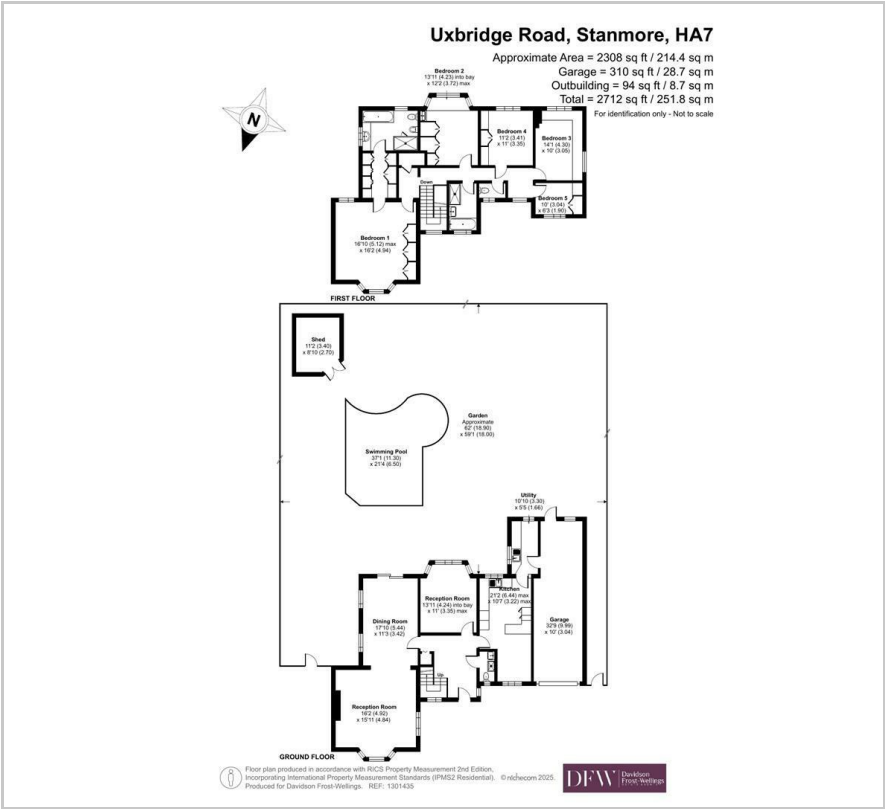 Uxbridge Road, Stanmore, HA7
Approximate Area = 2308 sq ft / 214.4 sq m
Garage = 310 sq ft / 28.7 sq m
Outbuilding = 94 sq ft / 8.7 sq m
Total = 2712 sq ft / 251.8 sq m
For identification only - Not to scale
N
Bedroom 2
13'11 (4.23) into bay
x 12'2 (3.72) max
Bedroom 4
11'2 (3.41)
x 11' (3.35)
Bedroom 3
14'1 (4.30)
x 10' (3.05)
Down
Bedroom 5
10' (3.04)
x 6'3 (1.90)
Bedroom 1
16'10 (5.12) max
x 16'2 (4.94)
FIRST FLOOR
Shed
11'2 (3.40)
x 8'10 (2.70)
Garden
Approximate
62' (18.90)
x 59'1 (18.00)
Swimming Pool
37'1 (11.30)
x 21'4 (6.50)
Utility
10'10 (3.30)
x 5'5 (1.66)
Kitchen
21'2 (6.44) max
x 10'7 (3.22) max
Reception Room
13'11 (4.24) into bay
x 11' (3.35) max
Dining Room
17'10 (5.44)
x 11'3 (3.42)
Garage
32'9 (9.99)
x 10' (3.04)
Up
Reception Room
16'2 (4.92)
x 15'11 (4.84)
GROUND FLOOR
Floor plan produced in accordance with RICS Property Measurement 2nd Edition,
Incorporating International Property Measurement Standards (IPMS2 Residential). © nichecom 2025.
Produced for Davidson Frost-Wellings. REF: 1301435
DFW
Davidson
Frost-Wellings